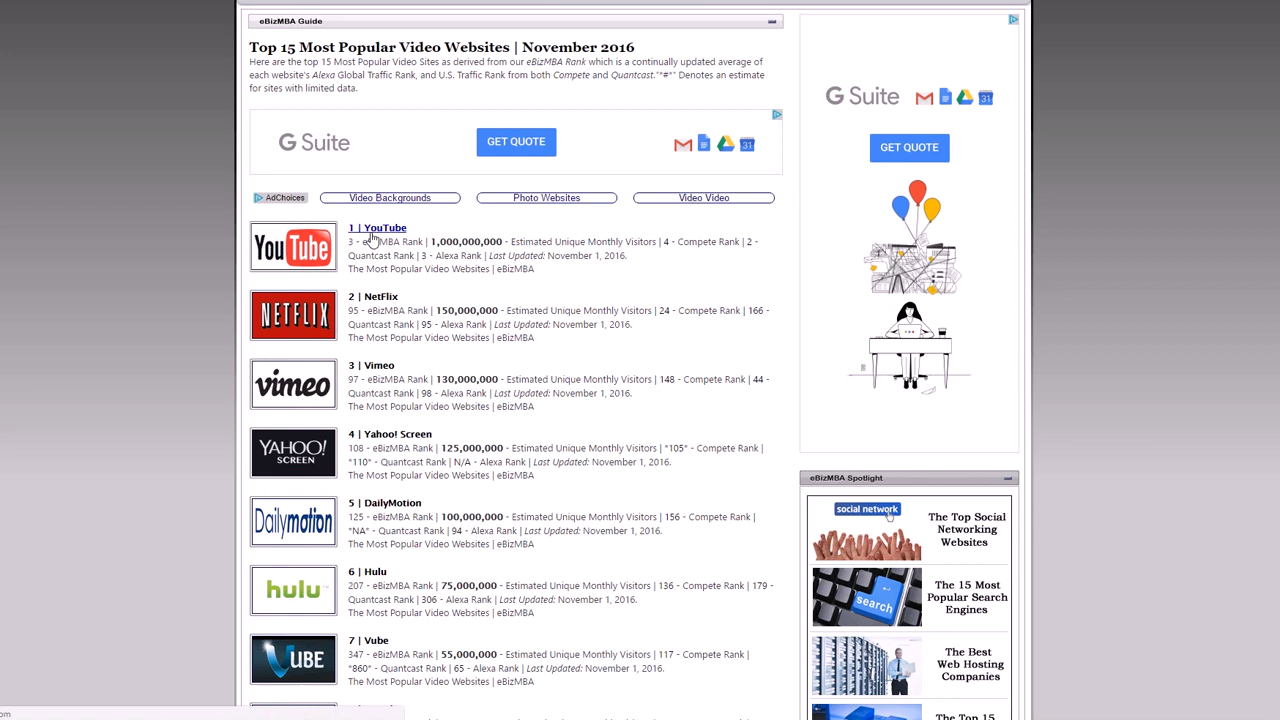 eBizMBA Guide
Top 15 Most Popular Video Websites | November 2016
Here are the top 15 Most Popular Video Sites as derived from our eBizMBA Rank which is a continually updated average of
each website's Alexa Global Traffic Rank, and U.S. Traffic Rank from both Compete and Quantcast."*#*" Denotes an estimate
for sites with limited data.
G Suite
GET QUOTE
31
AdChoices
Video Backgrounds
Photo Websites
Video Video
YouTube
1 | YouTube
3 - eBizMBA Rank | 1,000,000,000 - Estimated Unique Monthly Visitors | 4 - Compete Rank | 2 -
Quantcast Rank | 3 - Alexa Rank | Last Updated: November 1, 2016.
The Most Popular Video Websites | eBizMBA
NETFLIX
2 | NetFlix
95 - eBizMBA Rank | 150,000,000 - Estimated Unique Monthly Visitors | 24 - Compete Rank | 166 -
Quantcast Rank | 95 - Alexa Rank | Last Updated: November 1, 2016.
The Most Popular Video Websites | eBizMBA
vimeo
3 | Vimeo
97 - eBizMBA Rank | 130,000,000 - Estimated Unique Monthly Visitors | 148 - Compete Rank | 44 -
Quantcast Rank | 98 - Alexa Rank | Last Updated: November 1, 2016.
The Most Popular Video Websites | eBizMBA
YAHOO!
SCREEN
4 | Yahoo! Screen
108 - eBizMBA Rank | 125,000,000 - Estimated Unique Monthly Visitors | *105* - Compete Rank |
*110* - Quantcast Rank | N/A - Alexa Rank | Last Updated: November 1, 2016.
The Most Popular Video Websites | eBizMBA
Dailymotion
5 | DailyMotion
125 - eBizMBA Rank | 100,000,000 - Estimated Unique Monthly Visitors | 156 - Compete Rank |
*NA* - Quantcast Rank | 94 - Alexa Rank | Last Updated: November 1, 2016.
The Most Popular Video Websites | eBizMBA
hulu
6 | Hulu
207 - eBizMBA Rank | 75,000,000 - Estimated Unique Monthly Visitors | 136 - Compete Rank | 179 -
Quantcast Rank | 306 - Alexa Rank | Last Updated: November 1, 2016.
The Most Popular Video Websites | eBizMBA
VUBE
7 | Vube
347 - eBizMBA Rank | 55,000,000 - Estimated Unique Monthly Visitors | 117 - Compete Rank |
*860* - Quantcast Rank | 65 - Alexa Rank | Last Updated: November 1, 2016.
The Most Popular Video Websites | eBizMBA
G Suite
31
GET QUOTE
eBizMBA Spotlight
social network
The Top Social
Networking
Websites
search
The 15 Most
Popular Search
Engines
The Best
Web Hosting
Companies
The Top 15